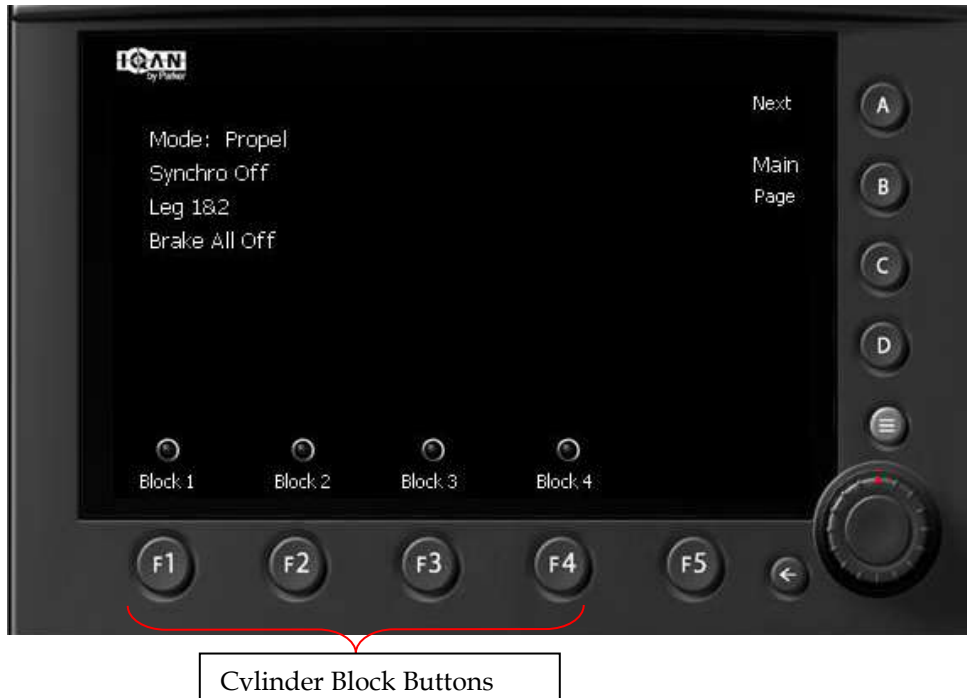 IQAN
by Parker
Next
A
Mode: Propel
Synchro Off
Main
Page
B
Leg 1&2
Brake All Off
C
D
Block 1
Block 2
Block 3
Block 4
F1
F2
F3
F4
F5
Cylinder Block Buttons